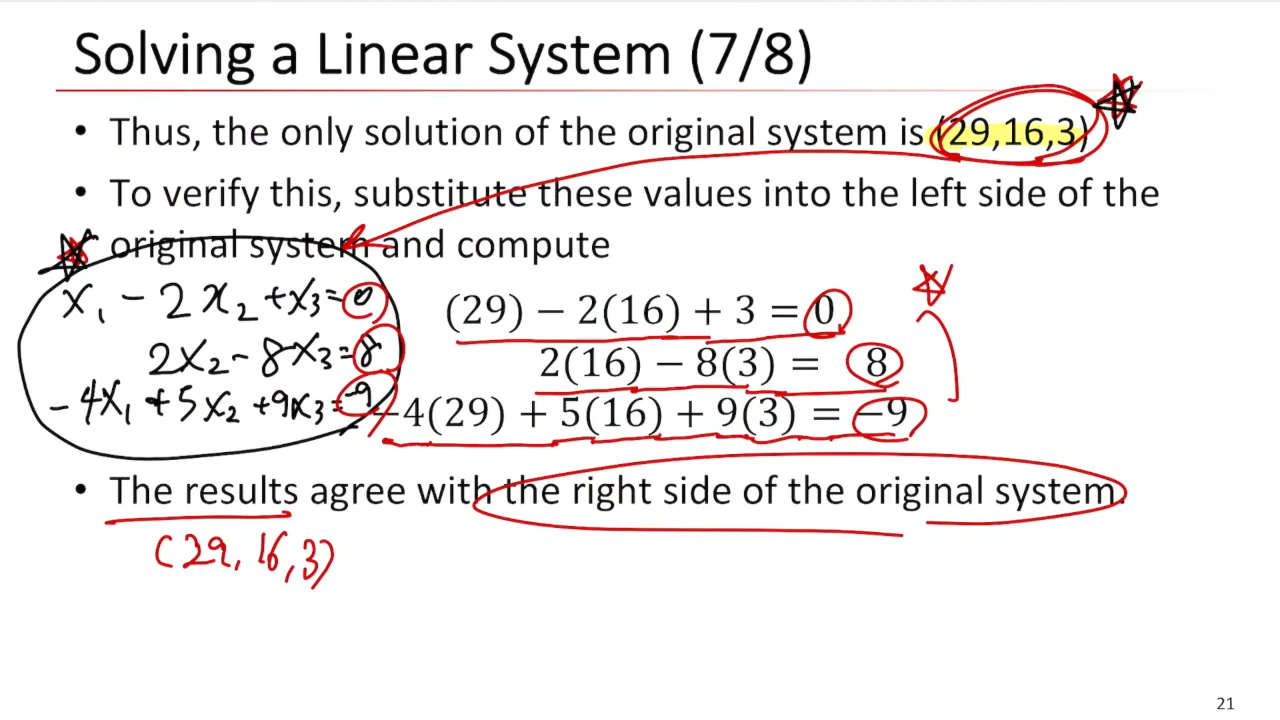 Solving a Linear System (7/8)
• Thus, the only solution of the original system is (29,16,3)
• To verify this, substitute these values into the left side of the
original system and compute
x₁ − 2x₂ + x₃ = 0
(29) − 2(16) + 3 = 0
2x₂ − 8x₃ = 8
2(16) − 8(3) = 8
−4x₁ + 5x₂ + 9x₃ = −9
−4(29) + 5(16) + 9(3) = −9
• The results agree with the right side of the original system.
(29, 16, 3)
21